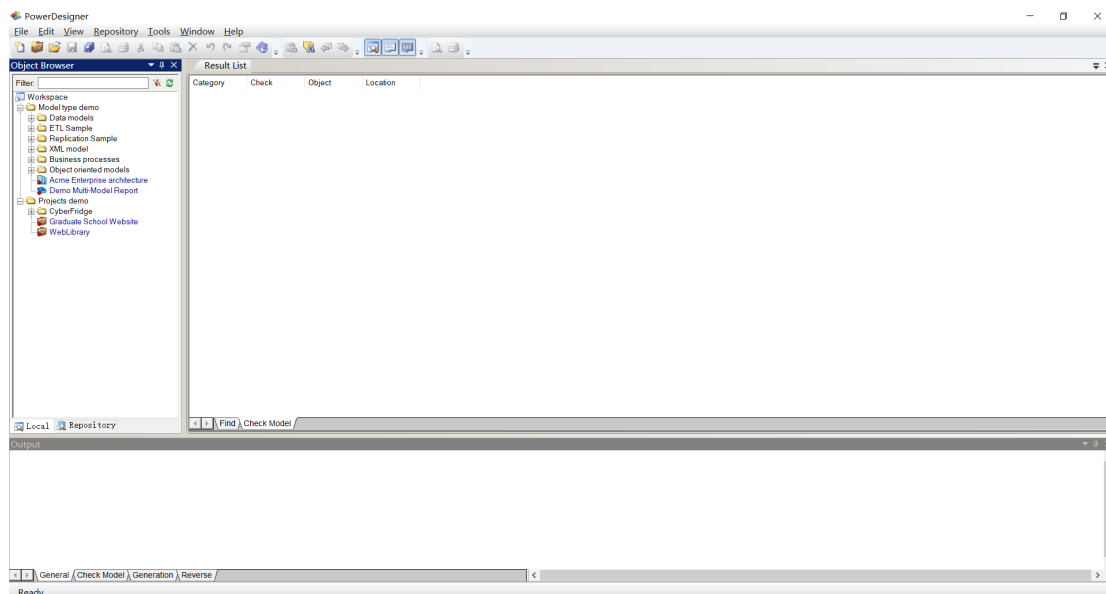 PowerDesigner
File Edit View Repository Tools Window Help
Object Browser
Result List
Filter:
Category Check Object Location
Workspace
Model type demo
Data models
ETL Sample
Replication Sample
XML model
Business processes
Object oriented models
Acme Enterprise architecture
Demo Multi-Model Report
Projects demo
CyberFridge
Graduate School Website
WebLibrary
Local Repository
Find Check Model
Output
General Check Model Generation Reverse
Ready